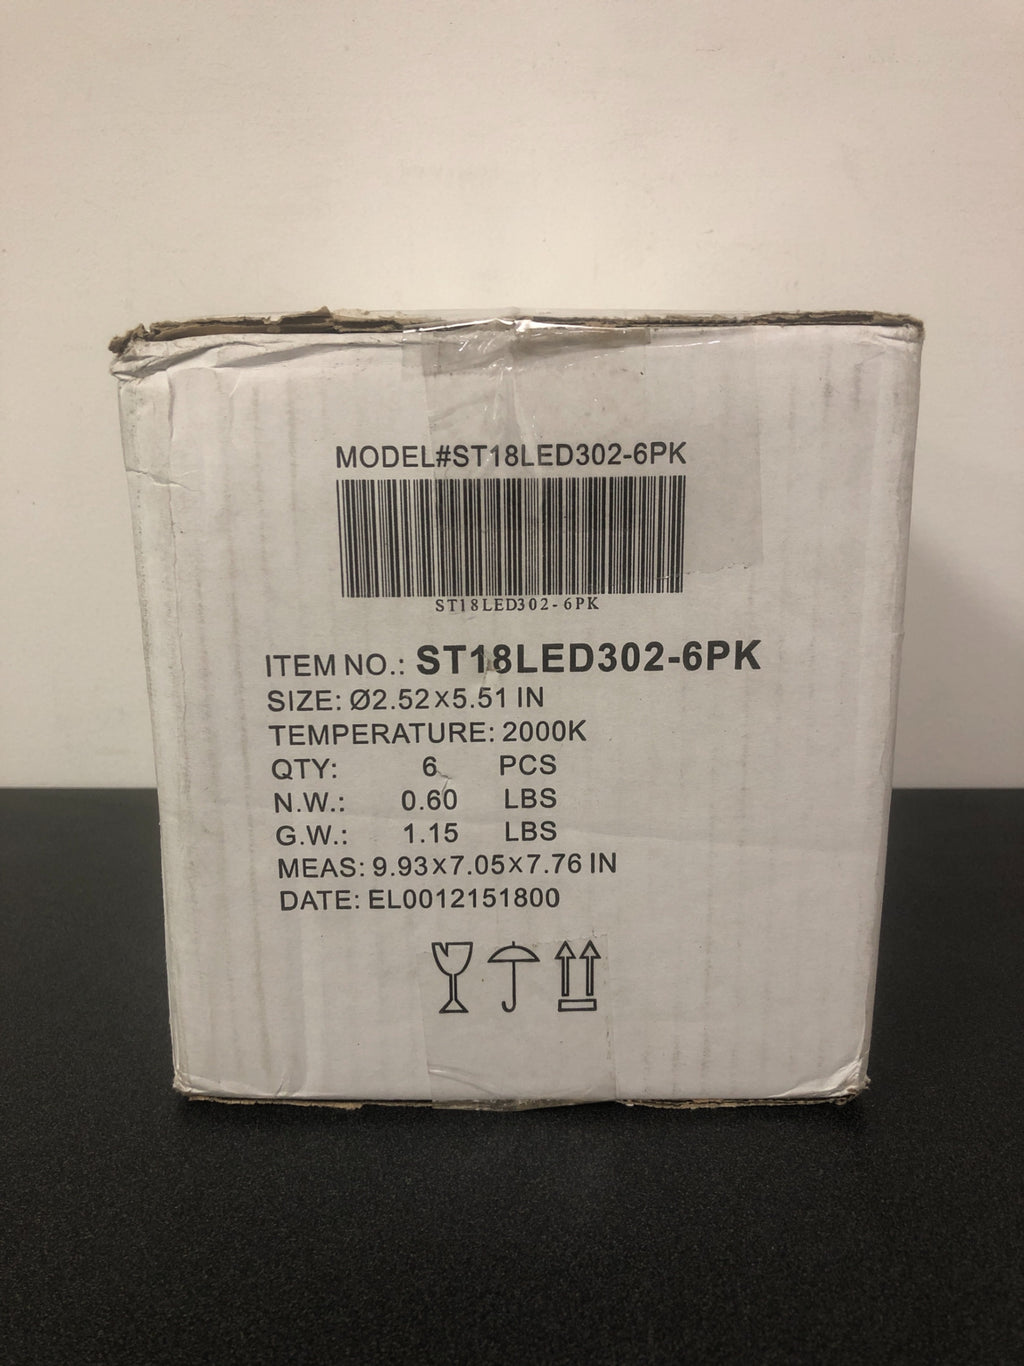 MODEL#ST18LED302-6PK
ST18LED302-6PK
ITEM NO.: ST18LED302-6PK
SIZE: Ø2.52×5.51 IN
TEMPERATURE: 2000K
QTY: 6 PCS
N.W.: 0.60 LBS
G.W.: 1.15 LBS
MEAS: 9.93×7.05×7.76 IN
DATE: EL0012151800